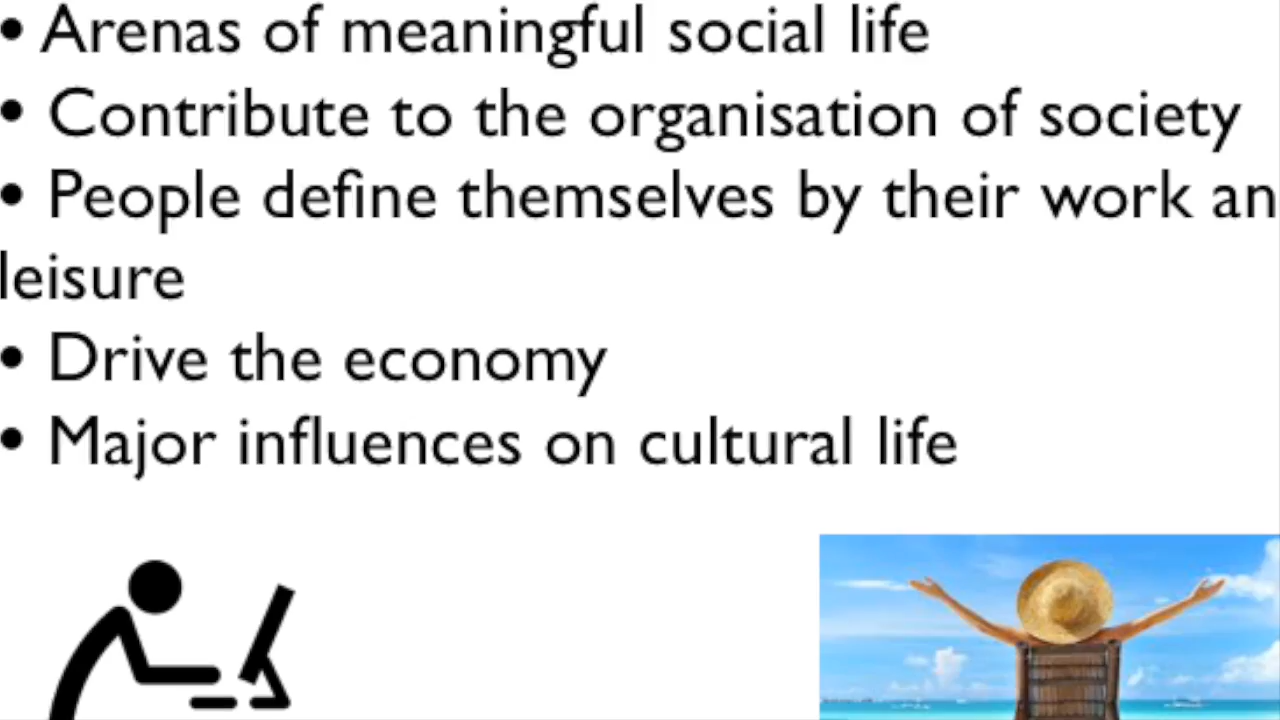 • Arenas of meaningful social life
• Contribute to the organisation of society
• People define themselves by their work an
leisure
• Drive the economy
• Major influences on cultural life